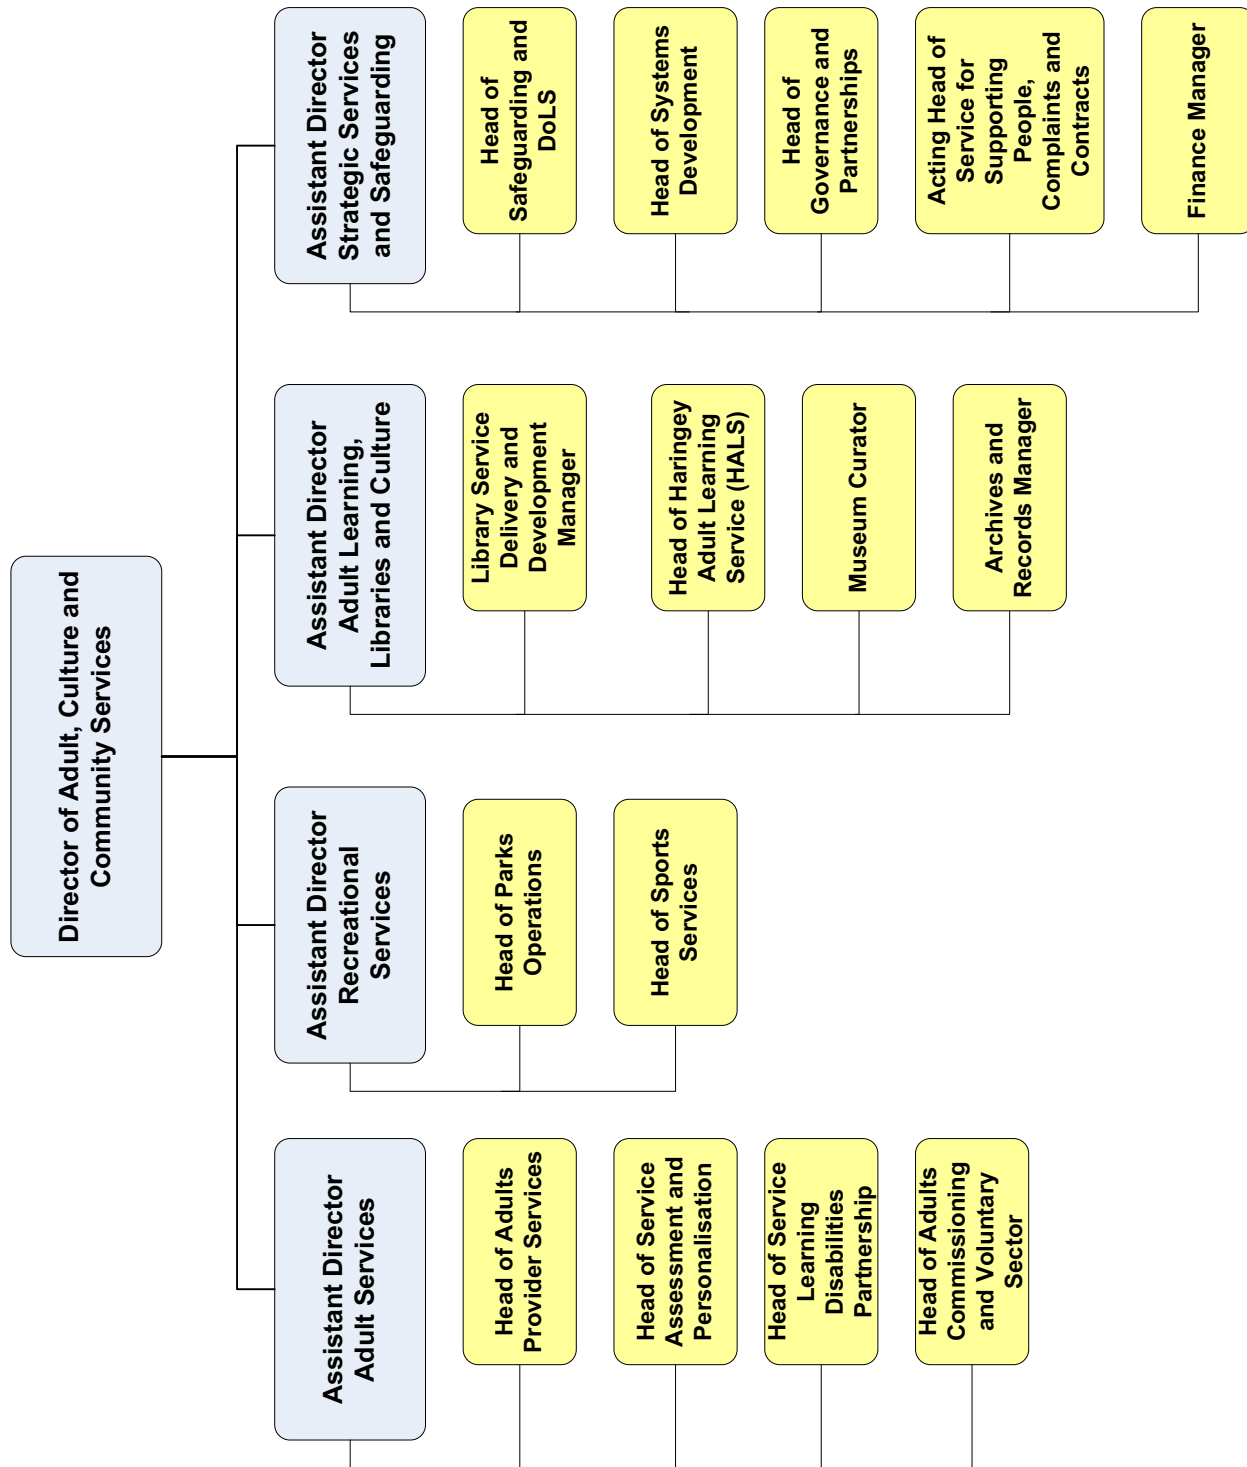 Director of Adult, Culture and
Community Services
Assistant Director
Adult Services
Head of Adults
Provider Services
Head of Service
Assessment and
Personalisation
Head of Service
Learning
Disabilities
Partnership
Head of Adults
Commissioning
and Voluntary
Sector
Assistant Director
Recreational
Services
Head of Parks
Operations
Head of Sports
Services
Assistant Director
Adult Learning,
Libraries and Culture
Library Service
Delivery and
Development
Manager
Head of Haringey
Adult Learning
Service (HALS)
Museum Curator
Archives and
Records Manager
Assistant Director
Strategic Services
and Safeguarding
Head of
Safeguarding and
DoLS
Head of Systems
Development
Head of
Governance and
Partnerships
Acting Head of
Service for
Supporting
People,
Complaints and
Contracts
Finance Manager